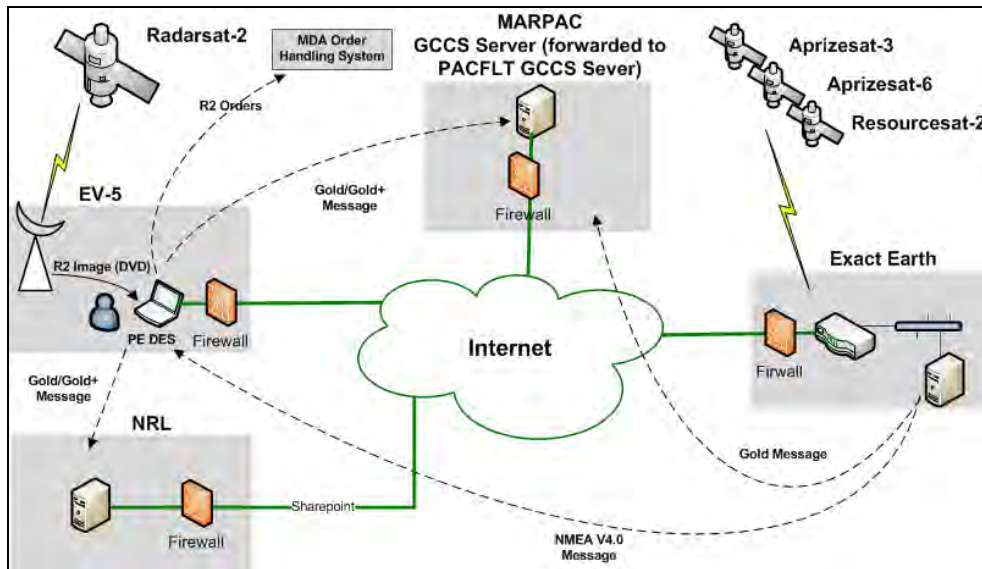 Radarsat-2
MDA Order
Handling System
R2 Orders
MARPAC
GCCS Server (forwarded to
PACFLT GCCS Sever)
Firewall
Gold/Gold+
Message
Aprizesat-3
Aprizesat-6
Resourcesat-2
EV-5
R2 Image (DVD)
PE DES
Firewall
Internet
Exact Earth
Firwall
Gold/Gold+
Message
NRL
Firewall
Sharepoint
Gold Message
NMEA V4.0
Message